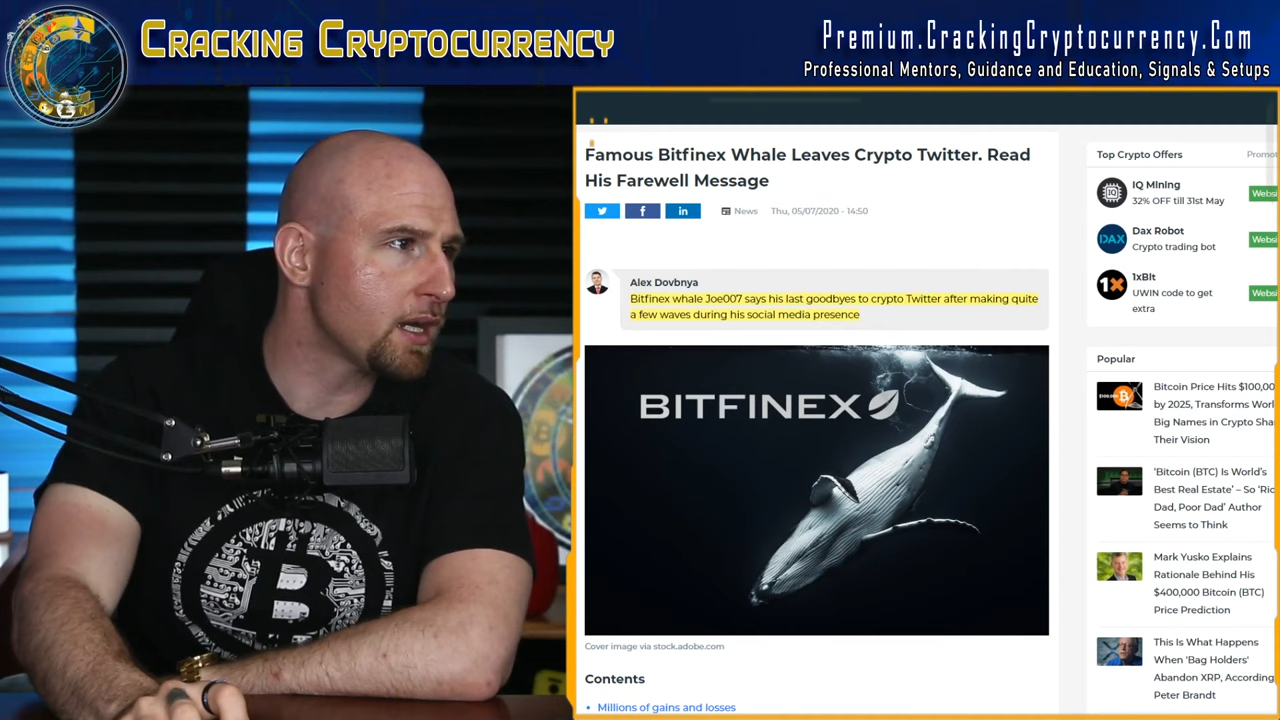 CRACKING CRYPTOCURRENCY
Premium.CrackingCryptocurrency.Com
Professional Mentors, Guidance and Education, Signals & Setups
Famous Bitfinex Whale Leaves Crypto Twitter. Read
His Farewell Message
News Thu, 05/07/2020 - 14:50
Alex Dovbnya
Bitfinex whale Joe007 says his last goodbyes to crypto Twitter after making quite
a few waves during his social media presence
BITFINEX
Cover image via stock.adobe.com
Contents
• Millions of gains and losses
Top Crypto Offers
Promot
IQ Mining
32% OFF till 31st May
Websi
Dax Robot
Crypto trading bot
Websi
DAX
1xBit
UWIN code to get
extra
Websi
1X
Popular
Bitcoin Price Hits $100,00
by 2025, Transforms Worl
Big Names in Crypto Sha
Their Vision
'Bitcoin (BTC) Is World's
Best Real Estate' – So 'Ric
Dad, Poor Dad' Author
Seems to Think
Mark Yusko Explains
Rationale Behind His
$400,000 Bitcoin (BTC)
Price Prediction
This Is What Happens
When 'Bag Holders'
Abandon XRP, According
Peter Brandt